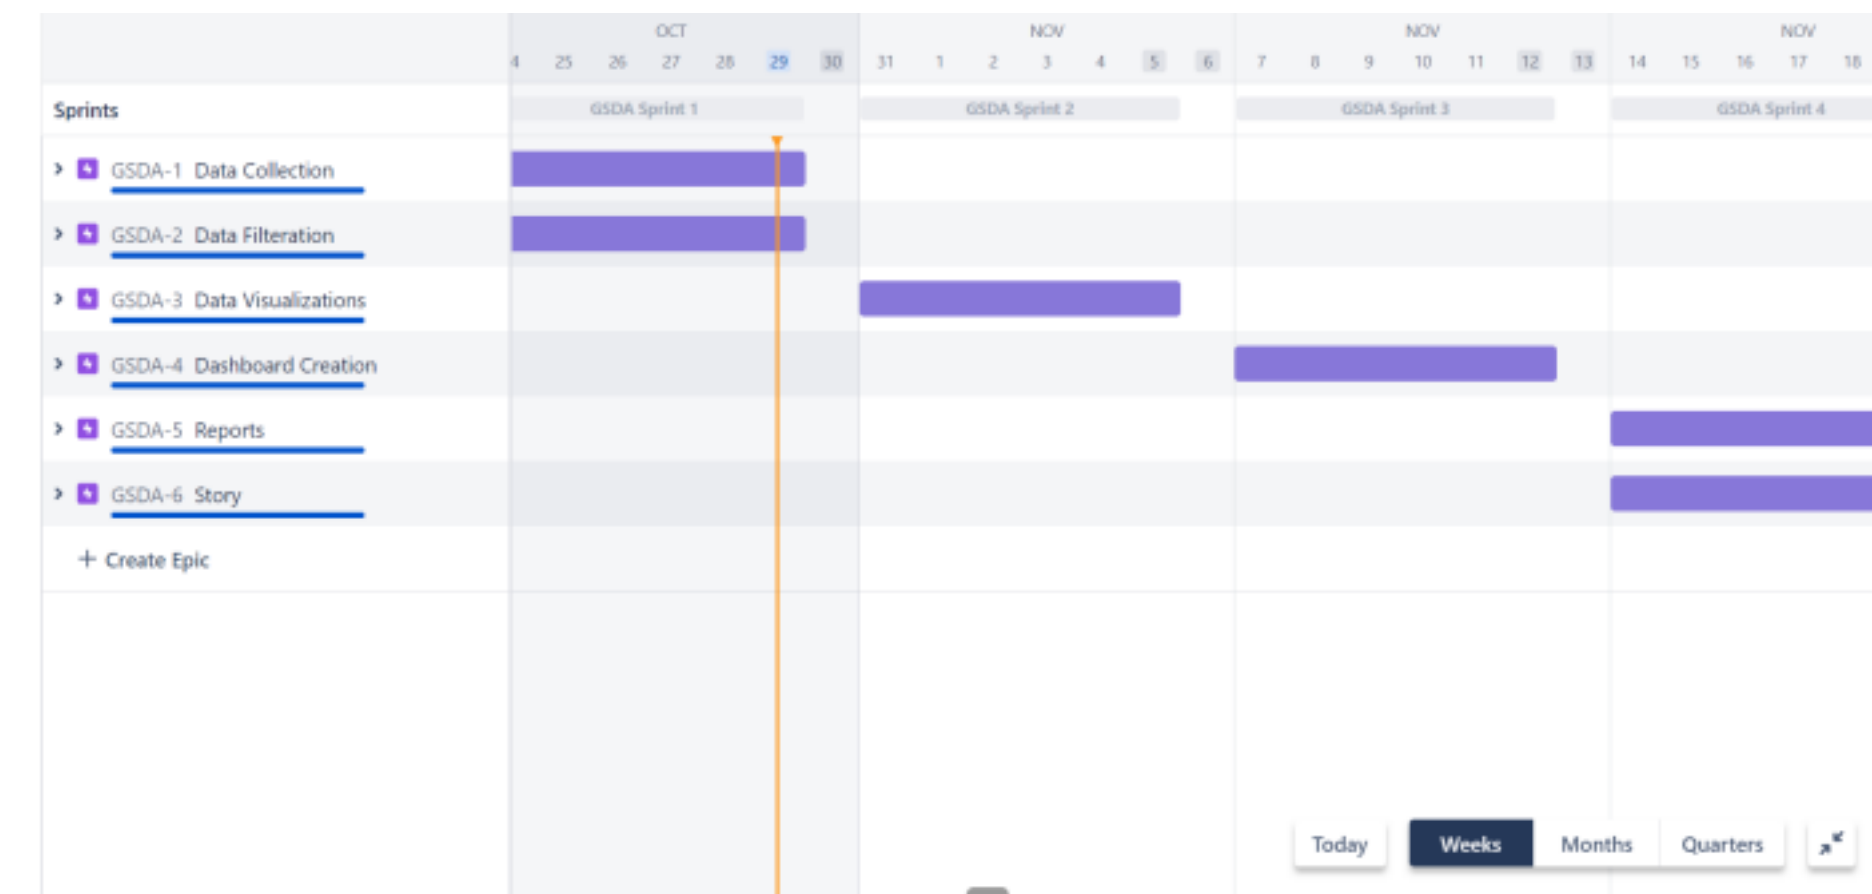 OCT NOV NOV NOV
4 25 26 27 28 29 30 31 1 2 3 4 5 6 7 8 9 10 11 12 13 14 15 16 17 18
Sprints GSDA Sprint 1 GSDA Sprint 2 GSDA Sprint 3 GSDA Sprint 4
GSDA-1 Data Collection
GSDA-2 Data Filteration
GSDA-3 Data Visualizations
GSDA-4 Dashboard Creation
GSDA-5 Reports
GSDA-6 Story
+ Create Epic
Today Weeks Months Quarters